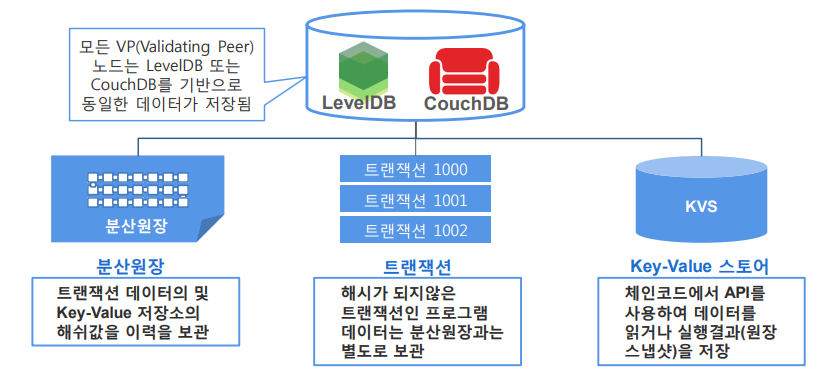 모든 VP(Validating Peer)
노드는 LevelDB 또는
CouchDB를 기반으로
동일한 데이터가 저장됨
LevelDB
CouchDB
분산원장
트랜잭션 1000
트랜잭션 1001
트랜잭션 1002
KVS
분산원장
트랜잭션 데이터의 및
Key-Value 저장소의
해쉬값을 이력을 보관
트랜잭션
해시가 되지않은
트랜잭션인 프로그램
데이터는 분산원장과는
별도로 보관
Key-Value 스토어
체인코드에서 API를
사용하여 데이터를
읽거나 실행결과(원장
스냅샷)을 저장